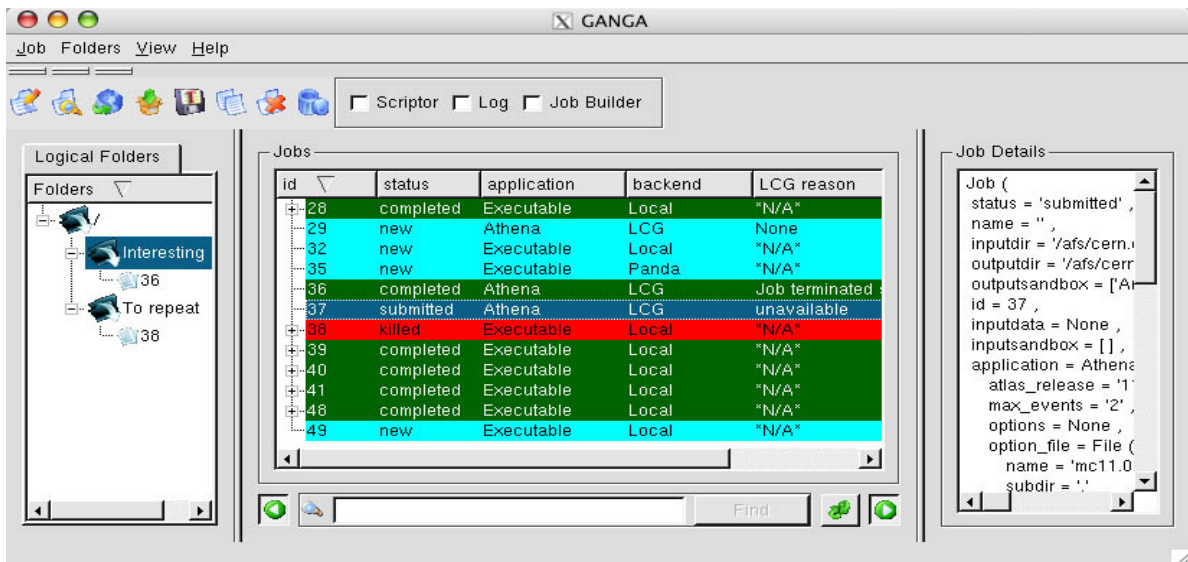 GANGA
Job Folders View Help
Scriptor Log Job Builder
Logical Folders
Folders
/
Interesting
36
To repeat
38
Jobs
id status application backend LCG reason
28 completed Executable Local *N/A*
29 new Athena LCG None
32 new Executable Local *N/A*
35 new Executable Panda *N/A*
36 completed Athena LCG Job terminated s
37 submitted Athena LCG unavailable
38 killed Executable Local *N/A*
39 completed Executable Local *N/A*
40 completed Executable Local *N/A*
41 completed Executable Local *N/A*
48 completed Executable Local *N/A*
49 new Executable Local *N/A*
Find
Job Details
Job (
status = 'submitted' ,
name = '' ,
inputdir = '/afs/cern.
outputdir = '/afs/cerr
outputsandbox = ['A
id = 37 ,
inputdata = None ,
inputsandbox = [ ] ,
application = Athena
atlas_release = '1
max_events = '2' ,
options = None ,
option_file = File (
name = 'mc11.0
subdir = '.'